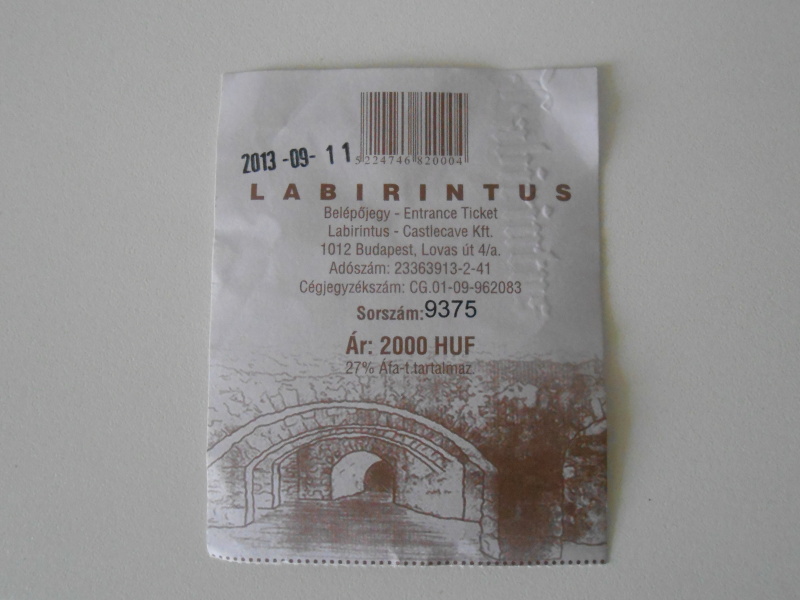 2013-09-11
5224746820004
LABIRINTUS
Belépőjegy - Entrance Ticket
Labirintus - Castlecave Kft.
1012 Budapest, Lovas út 4/a.
Adószám: 23363913-2-41
Cégjegyzékszám: CG.01-09-962083
Sorszám: 9375
Ár: 2000 HUF
27% Áfa-t tartalmaz